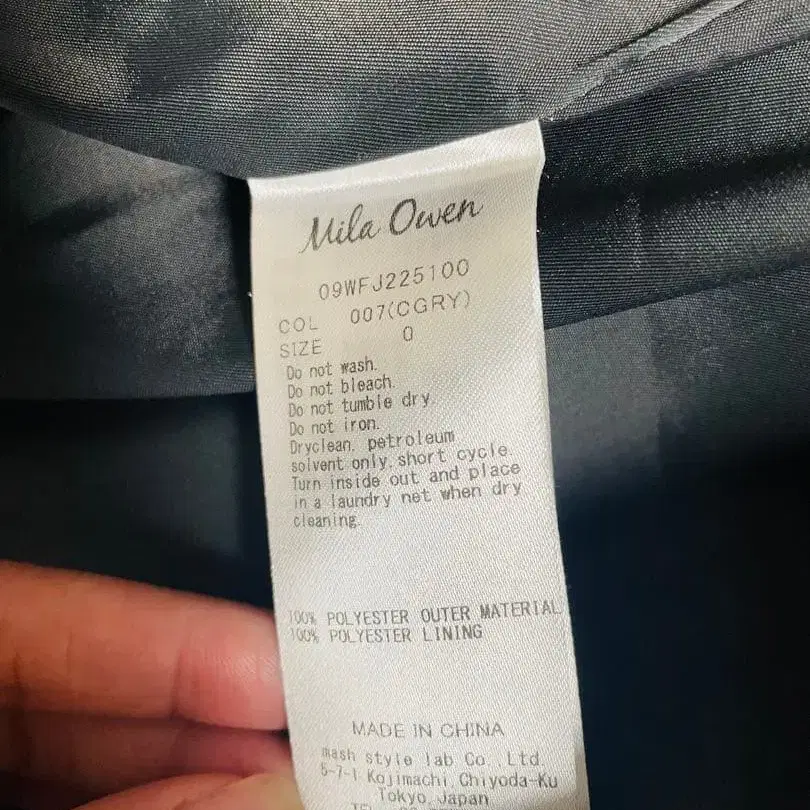 Mila Owen
09WFJ225100
COL 007(CGRY)
SIZE 0
Do not wash.
Do not bleach.
Do not tumble dry.
Do not iron.
Dryclean. petroleum
solvent only, short cycle
Turn inside out and place
in a laundry net when dry
cleaning.
100% POLYESTER OUTER MATERIAL
100% POLYESTER LINING
MADE IN CHINA
mash style lab Co., Ltd.
5-7-1 Kojimachi, Chiyoda-Ku
Tokyo, Japan
TEL